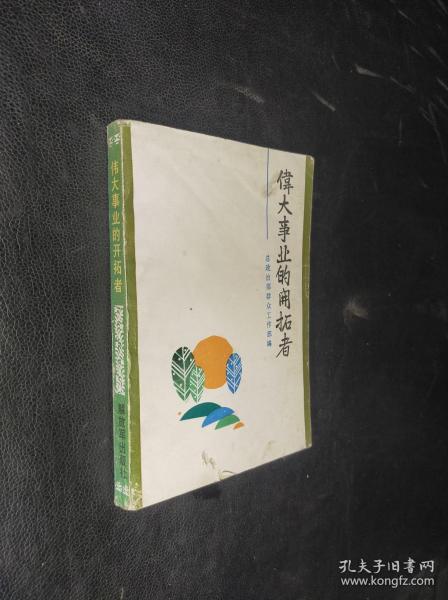 偉大事业的開拓者
总政治部群众工作部编
伟大事业的开拓者
解放军出版社
孔夫子旧书网
www.kongfz.com